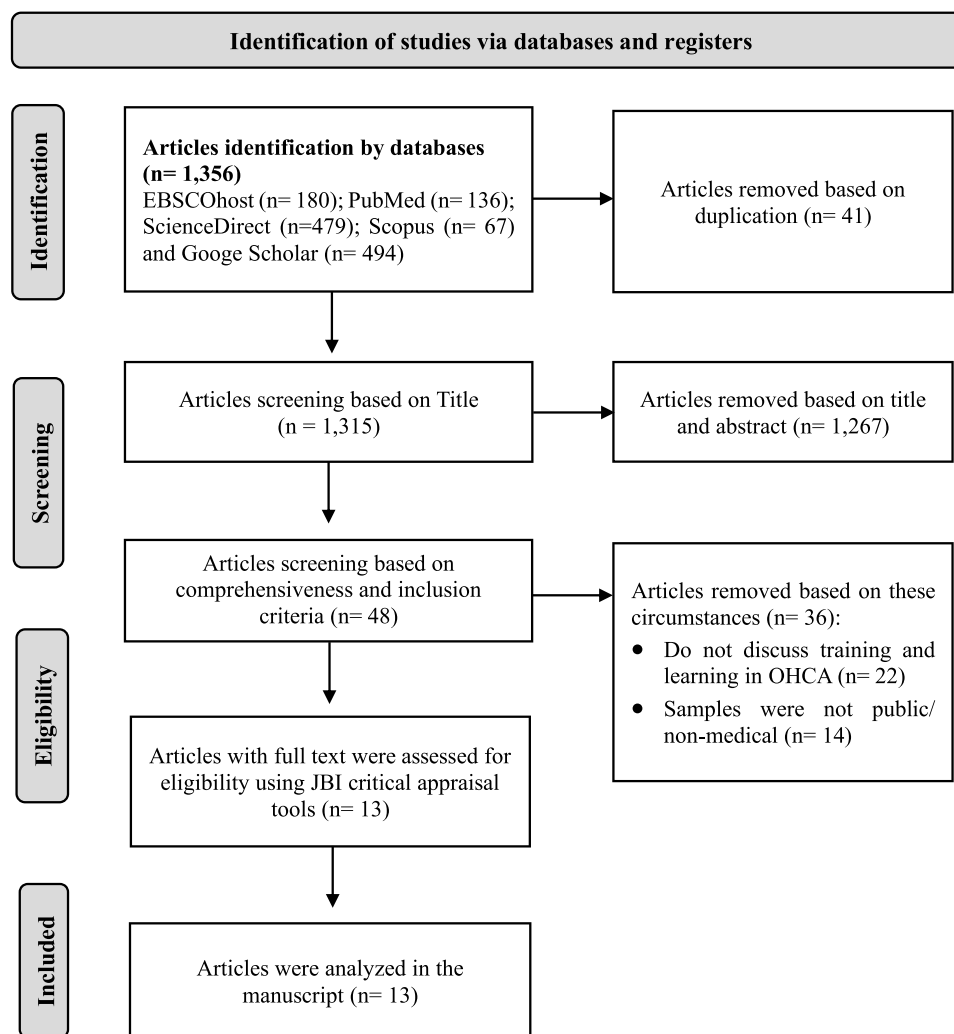 Identification of studies via databases and registers
Identification
Articles identification by databases
(n= 1,356)
EBSCOhost (n= 180); PubMed (n= 136);
ScienceDirect (n=479); Scopus (n= 67)
and Googe Scholar (n= 494)
Articles removed based on
duplication (n= 41)
Screening
Articles screening based on Title
(n = 1,315)
Articles removed based on title
and abstract (n= 1,267)
Articles screening based on
comprehensiveness and inclusion
criteria (n= 48)
Articles removed based on these
circumstances (n= 36):
● Do not discuss training and
learning in OHCA (n= 22)
● Samples were not public/
non-medical (n= 14)
Eligibility
Articles with full text were assessed for
eligibility using JBI critical appraisal
tools (n= 13)
Included
Articles were analyzed in the
manuscript (n= 13)